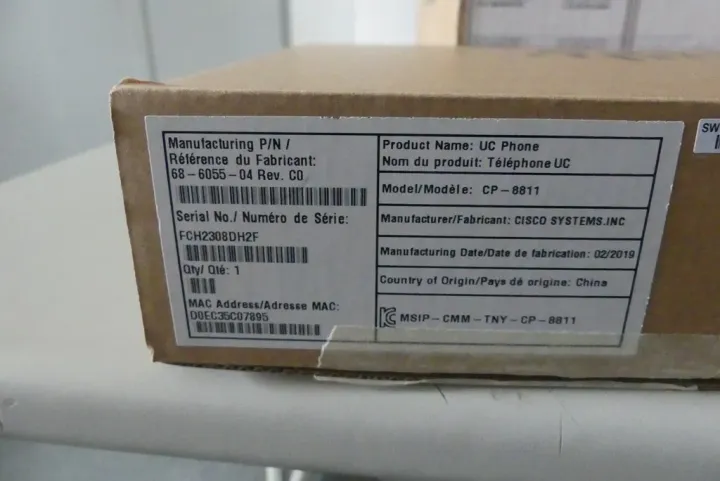 Manufacturing P/N /
Référence du Fabricant:
68-6055-04 Rev. C0
Serial No./ Numéro de Série:
FCH2308DH2F
Qty/ Qté: 1
MAC Address/Adresse MAC:
D0EC35C07895
Product Name: UC Phone
Nom du produit: Téléphone UC
Model/Modèle: CP-8811
Manufacturer/Fabricant: CISCO SYSTEMS.INC
Manufacturing Date/Date de fabrication: 02/2019
Country of Origin/Pays de origine: China
MSIP-CMM-TNY-CP-8811
SW